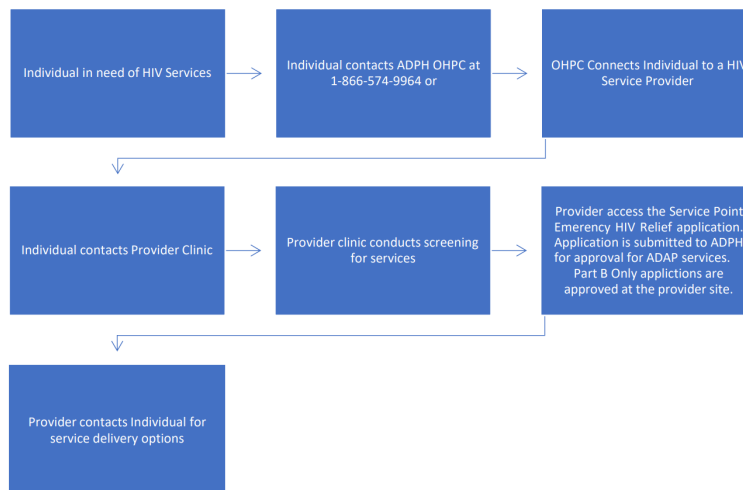 Individual in need of HIV Services
Individual contacts ADPH OHPC at
1-866-574-9964 or
OHPC Connects Individual to a HIV
Service Provider
Individual contacts Provider Clinic
Provider clinic conducts screening
for services
Provider access the Service Point
Emerency HIV Relief application.
Application is submitted to ADPH
for approval for ADAP services.
Part B Only applictions are
approved at the provider site.
Provider contacts Individual for
service delivery options